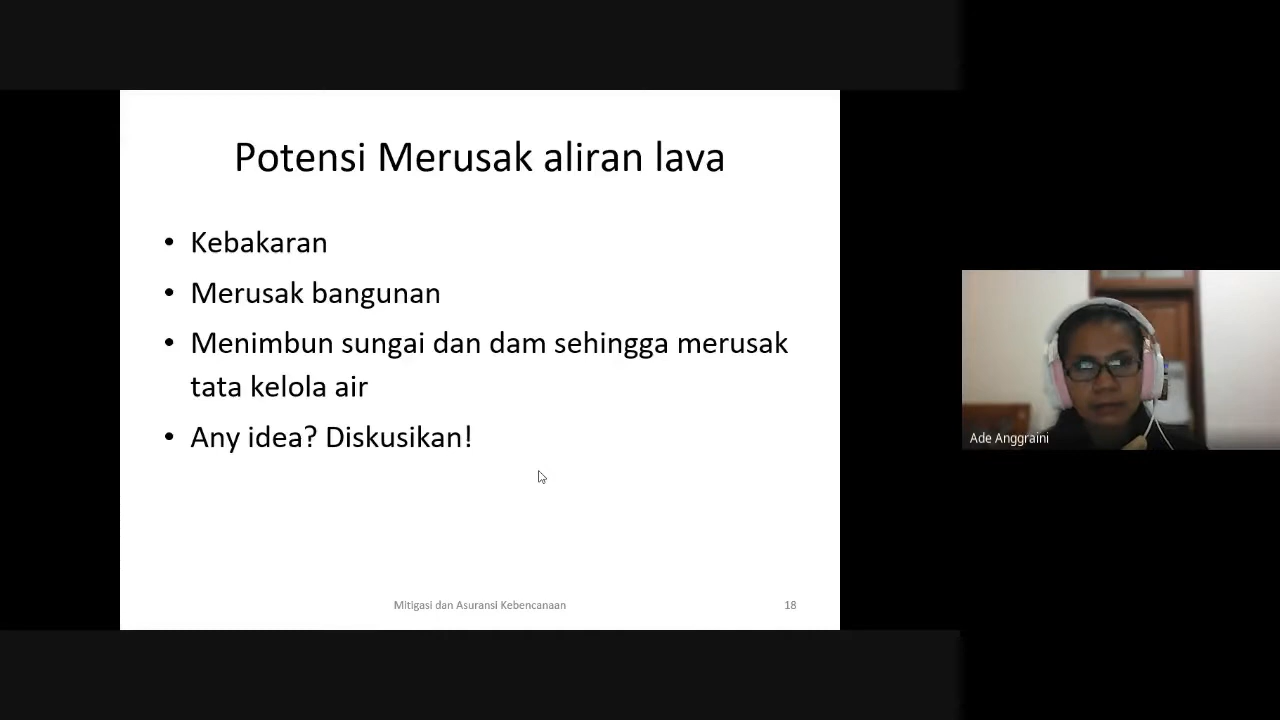 Potensi Merusak aliran lava
• Kebakaran
• Merusak bangunan
• Menimbun sungai dan dam sehingga merusak
tata kelola air
• Any idea? Diskusikan!
Mitigasi dan Asuransi Kebencanaan
18
Ade Anggraini